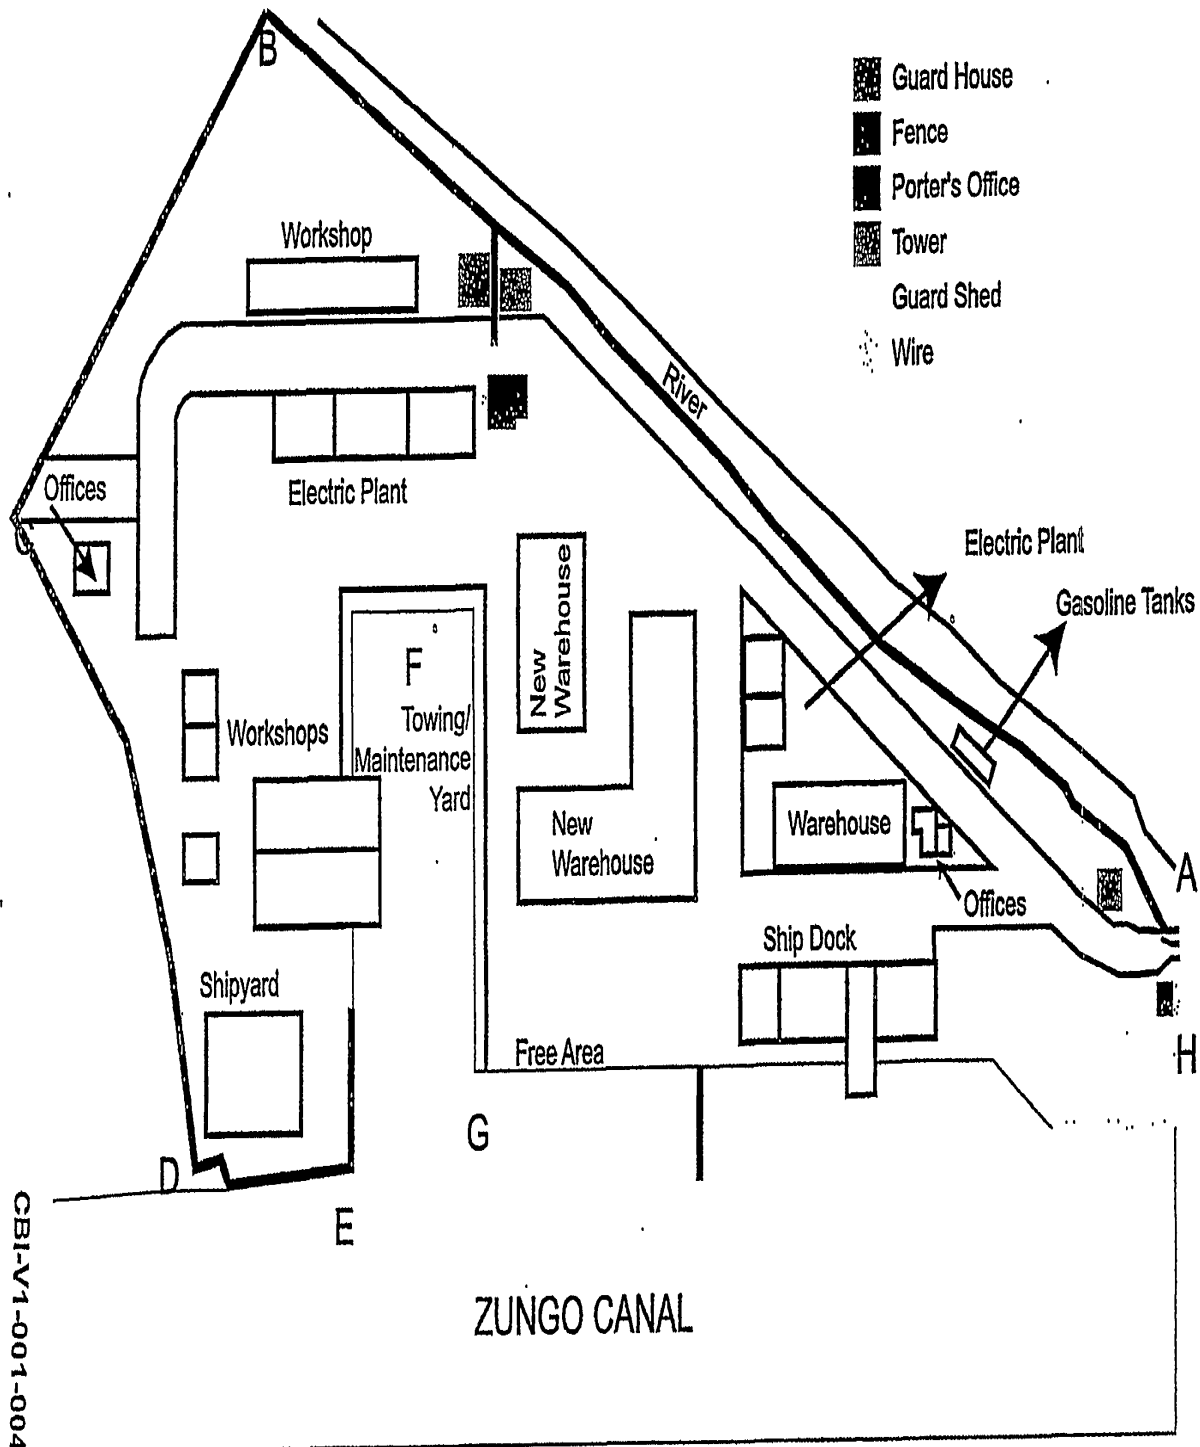 B
Guard House
Fence
Porter's Office
Tower
Guard Shed
Wire
Workshop
River
Offices
C
Electric Plant
Electric Plant
Gasoline Tanks
New
Warehouse
F
Towing/
Maintenance
Yard
Workshops
New
Warehouse
Warehouse
A
Offices
Ship Dock
Shipyard
Free Area
H
G
D
E
ZUNGO CANAL
CBI-V1-001-004